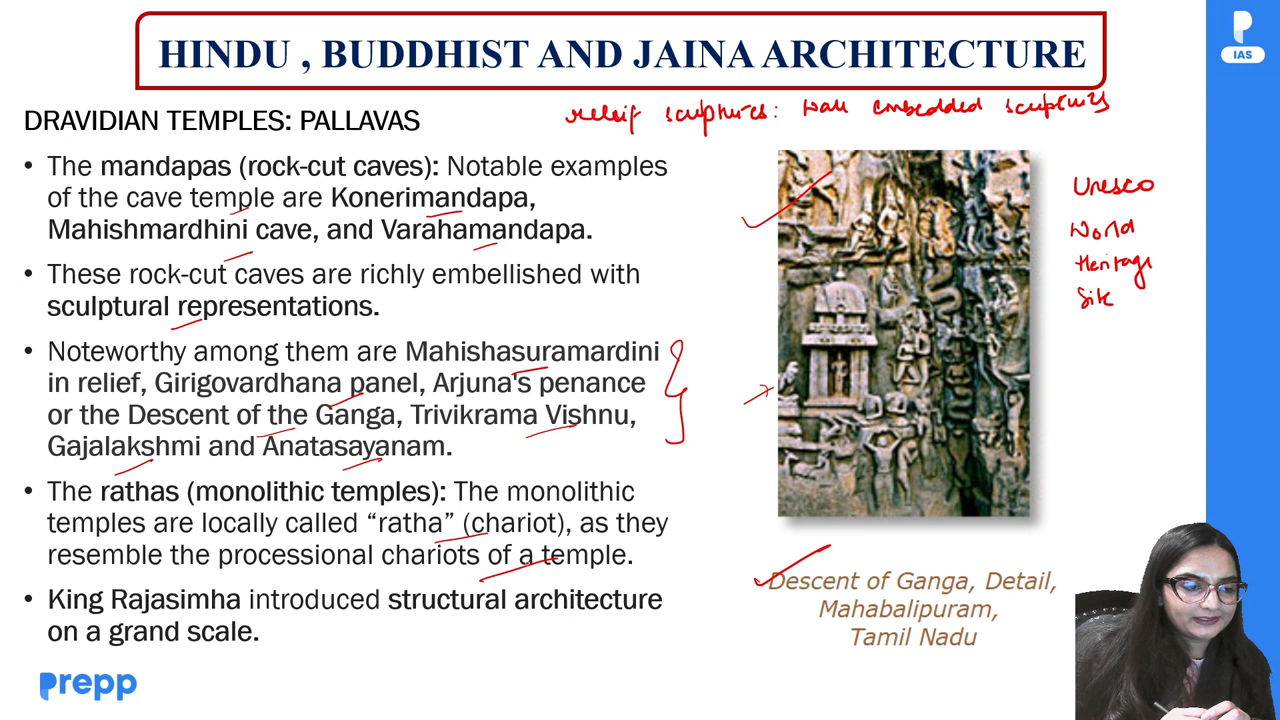 HINDU , BUDDHIST AND JAINA ARCHITECTURE
P
IAS
DRAVIDIAN TEMPLES: PALLAVAS
relief sculptures: wall embedded sculptures
• The mandapas (rock-cut caves): Notable examples
of the cave temple are Konerimandapa,
Mahishmardhini cave, and Varahamandapa.
• These rock-cut caves are richly embellished with
sculptural representations.
• Noteworthy among them are Mahishasuramardini
in relief, Girigovardhana panel, Arjuna's penance
or the Descent of the Ganga, Trivikrama Vishnu,
Gajalakshmi and Anatasayanam.
• The rathas (monolithic temples): The monolithic
temples are locally called “ratha” (chariot), as they
resemble the processional chariots of a temple.
• King Rajasimha introduced structural architecture
on a grand scale.
Unesco
World
Heritage
Site
Descent of Ganga, Detail,
Mahabalipuram,
Tamil Nadu
prepp